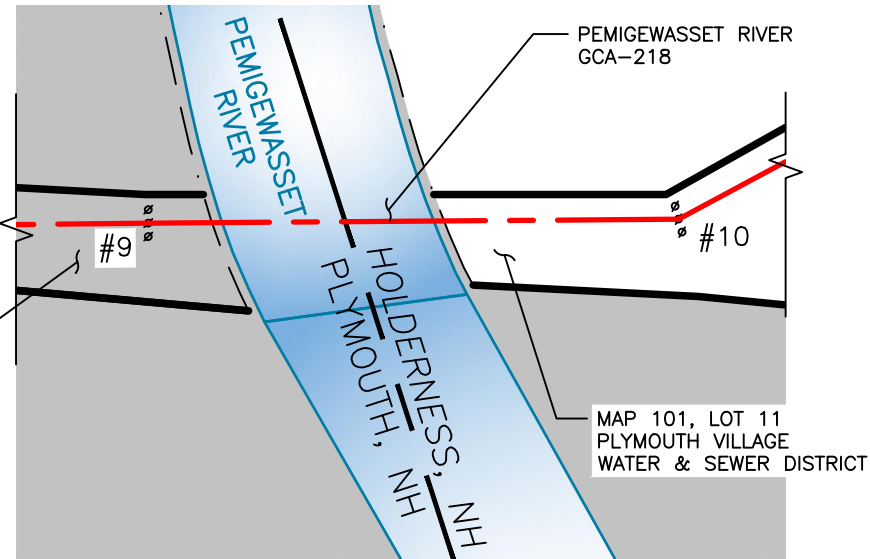 PEMIGEWASSET RIVER
GCA-218
PEMIGEWASSET
RIVER
#9
#10
HOLDERNESS, NH
PLYMOUTH, NH
MAP 101, LOT 11
PLYMOUTH VILLAGE
WATER & SEWER DISTRICT